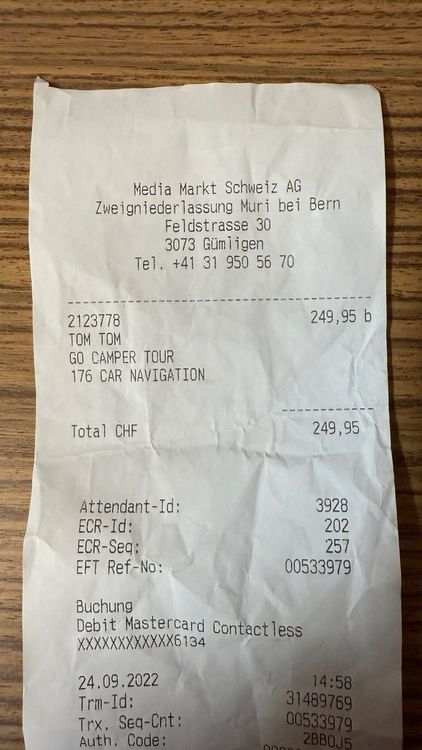 Media Markt Schweiz AG
Zweigniederlassung Muri bei Bern
Feldstrasse 30
3073 Gümligen
Tel. +41 31 950 56 70
2123778 249,95 b
TOM TOM
GO CAMPER TOUR
176 CAR NAVIGATION
Total CHF 249,95
Attendant-Id: 3928
ECR-Id: 202
ECR-Seq: 257
EFT Ref-No: 00533979
Buchung
Debit Mastercard Contactless
XXXXXXXXXXXX6134
24.09.2022 14:58
Trm-Id: 31489769
Trx. Seq-Cnt: 00533979
Auth. Code: 2BBQJ5